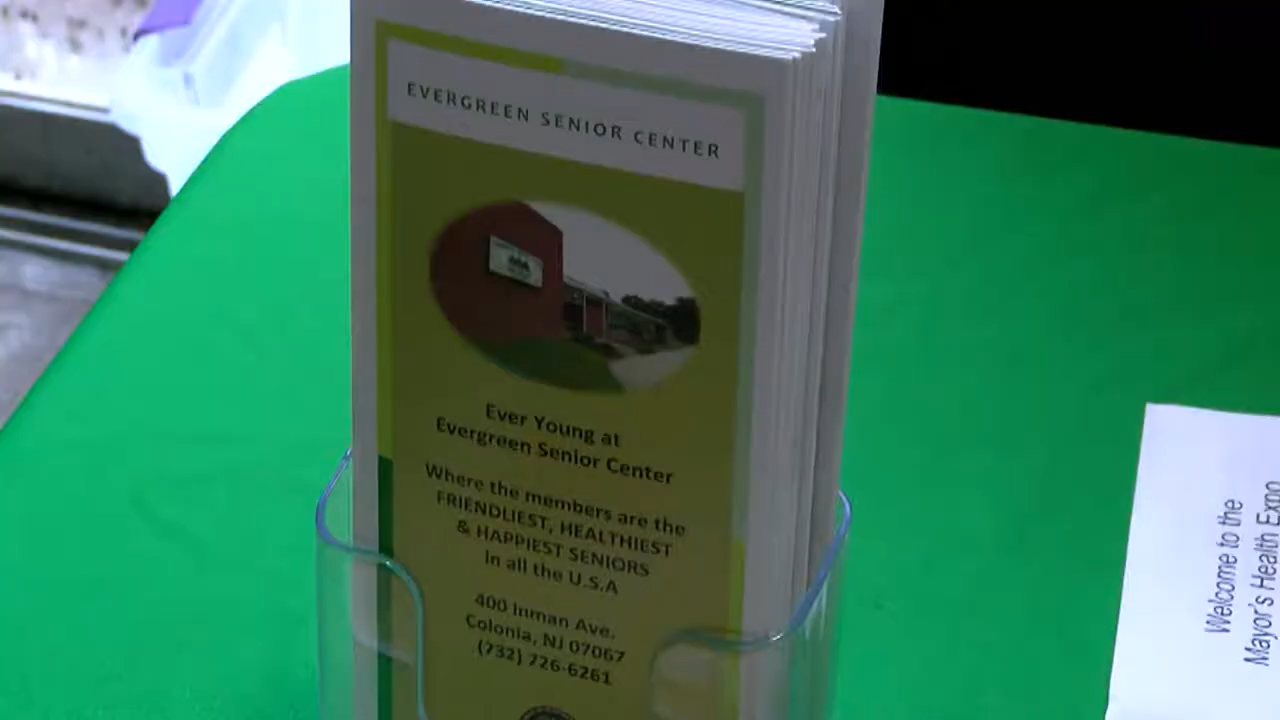 EVERGREEN SENIOR CENTER
Ever Young at
Evergreen Senior Center
Where the members are the
FRIENDLIEST, HEALTHIEST
& HAPPIEST SENIORS
in all the U.S.A
400 Inman Ave.
Colonia, NJ 07067
(732) 726-6261
Welcome to the
Mayor's Health Expo